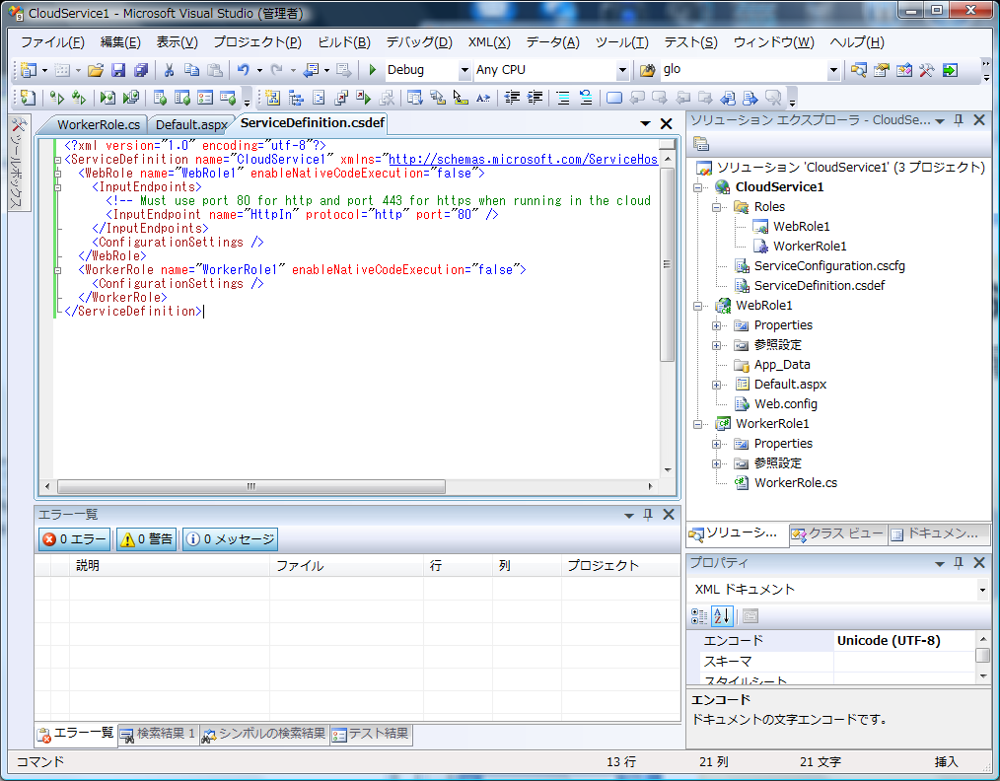 CloudService1 - Microsoft Visual Studio (管理者)
ファイル(F) 編集(E) 表示(V) プロジェクト(P) ビルド(B) デバッグ(D) XML(X) データ(A) ツール(T) テスト(S) ウィンドウ(W) ヘルプ(H)
Debug Any CPU glo
ツールボックス
WorkerRole.cs Default.aspx ServiceDefinition.csdef
<?xml version="1.0" encoding="utf-8"?>
<ServiceDefinition name="CloudService1" xmlns="http://schemas.microsoft.com/ServiceHos
<WebRole name="WebRole1" enableNativeCodeExecution="false">
<InputEndpoints>
<!-- Must use port 80 for http and port 443 for https when running in the cloud
<InputEndpoint name="HttpIn" protocol="http" port="80" />
</InputEndpoints>
<ConfigurationSettings />
</WebRole>
<WorkerRole name="WorkerRole1" enableNativeCodeExecution="false">
<ConfigurationSettings />
</WorkerRole>
</ServiceDefinition>
ソリューション エクスプローラ - CloudSe...
ソリューション 'CloudService1' (3 プロジェクト)
CloudService1
Roles
WebRole1
WorkerRole1
ServiceConfiguration.cscfg
ServiceDefinition.csdef
WebRole1
Properties
参照設定
App_Data
Default.aspx
Web.config
WorkerRole1
Properties
参照設定
WorkerRole.cs
ソリューショ... クラス ビュー ドキュメン...
エラー一覧
0 エラー 0 警告 0 メッセージ
説明 ファイル 行 列 プロジェクト
エラー一覧 検索結果 1 シンボルの検索結果 テスト結果
プロパティ
XML ドキュメント
エンコード Unicode (UTF-8)
スキーマ
スタイルシート
エンコード
ドキュメントの文字エンコードです。
コマンド 13 行 21 列 21 文字 挿入